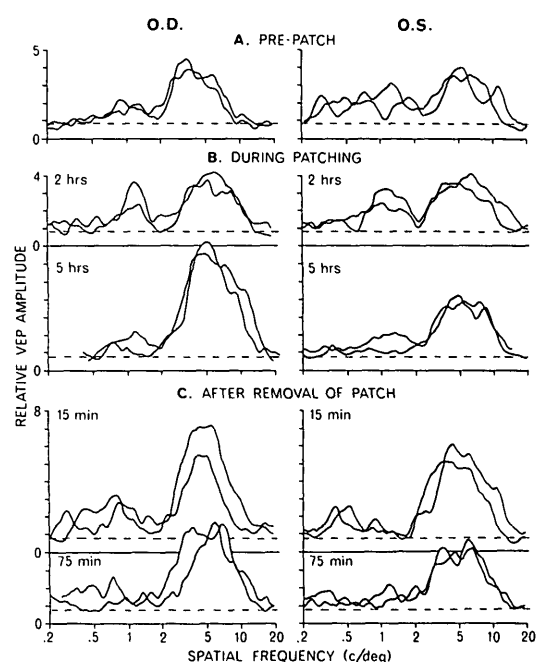 O.D. O.S.
A. PRE-PATCH
5
0
B. DURING PATCHING
4 2 hrs 2 hrs
0
5 hrs 5 hrs
0
C. AFTER REMOVAL OF PATCH
8 15 min 15 min
0
75 min 75 min
0
.2 .5 1 2 5 10 20 .2 .5 1 2 5 10 20
SPATIAL FREQUENCY (c/deg)
RELATIVE VEP AMPLITUDE